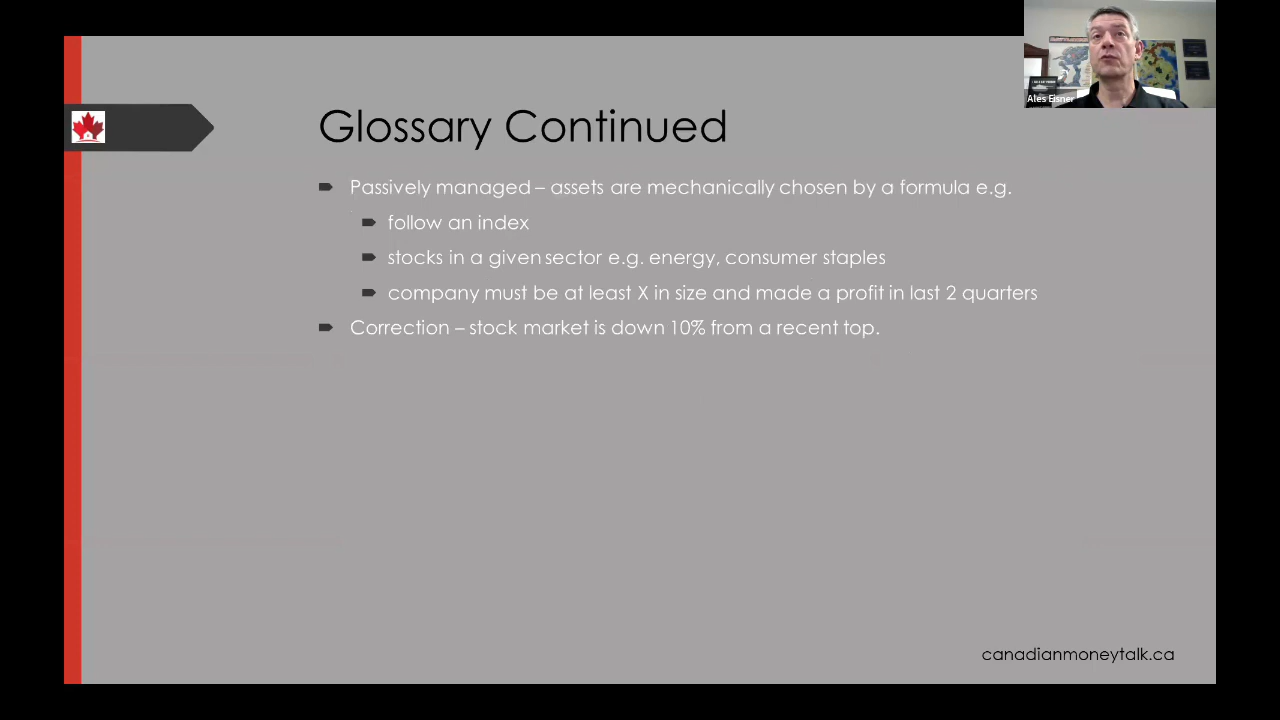 Ales Eisner
Glossary Continued
Passively managed – assets are mechanically chosen by a formula e.g.
follow an index
stocks in a given sector e.g. energy, consumer staples
company must be at least X in size and made a profit in last 2 quarters
Correction – stock market is down 10% from a recent top.
canadianmoneytalk.ca